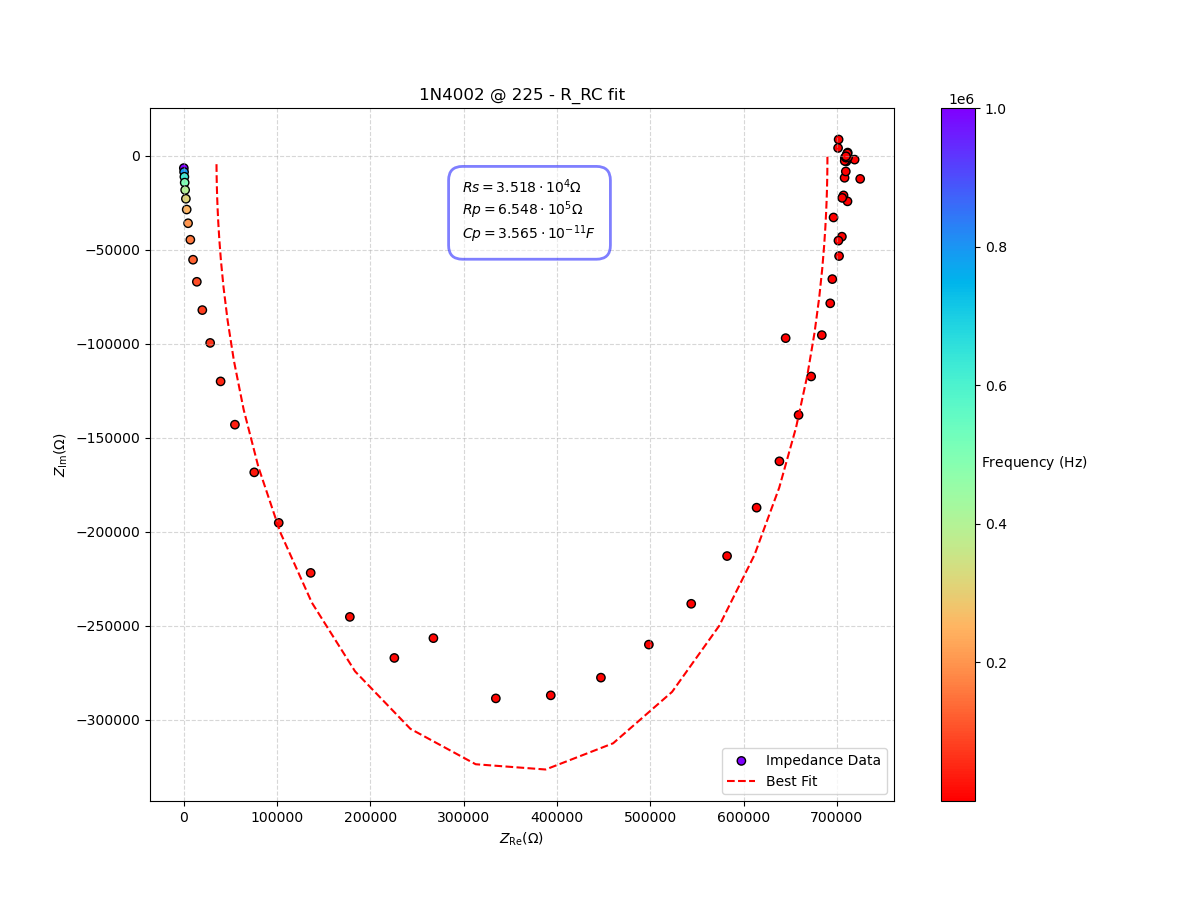 1N4002 @ 225 - R_RC fit
1e6
1.0
0.8
0.6
0.4
0.2
Frequency (Hz)
0
−50000
−100000
−150000
−200000
−250000
−300000
Z_Im(Ω)
Rs = 3.518 · 10⁴Ω
Rp = 6.548 · 10⁵Ω
Cp = 3.565 · 10⁻¹¹F
Impedance Data
Best Fit
0 100000 200000 300000 400000 500000 600000 700000
Z_Re(Ω)